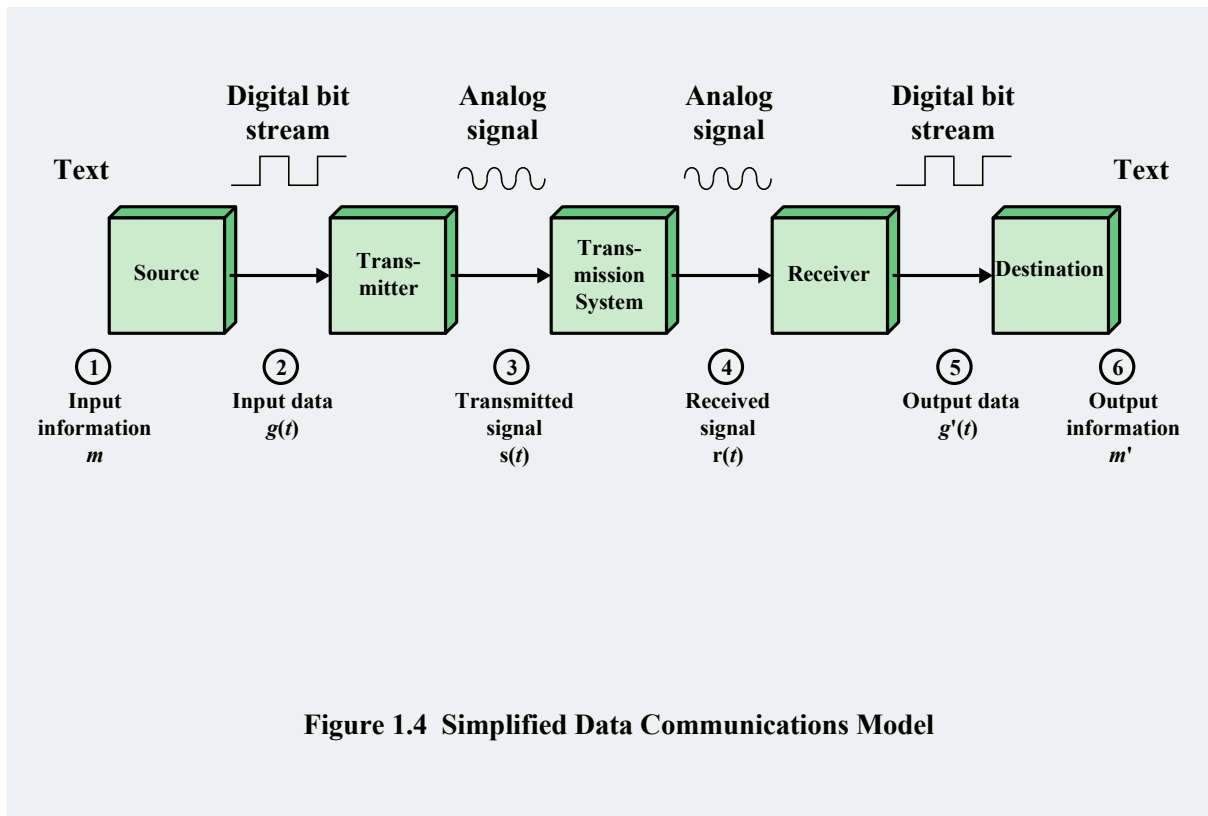 Digital bit
stream
Analog
signal
Analog
signal
Digital bit
stream
Text
Text
Source
Trans-
mitter
Trans-
mission
System
Receiver
Destination
1
Input
information
m
2
Input data
g(t)
3
Transmitted
signal
s(t)
4
Received
signal
r(t)
5
Output data
g'(t)
6
Output
information
m'
Figure 1.4 Simplified Data Communications Model